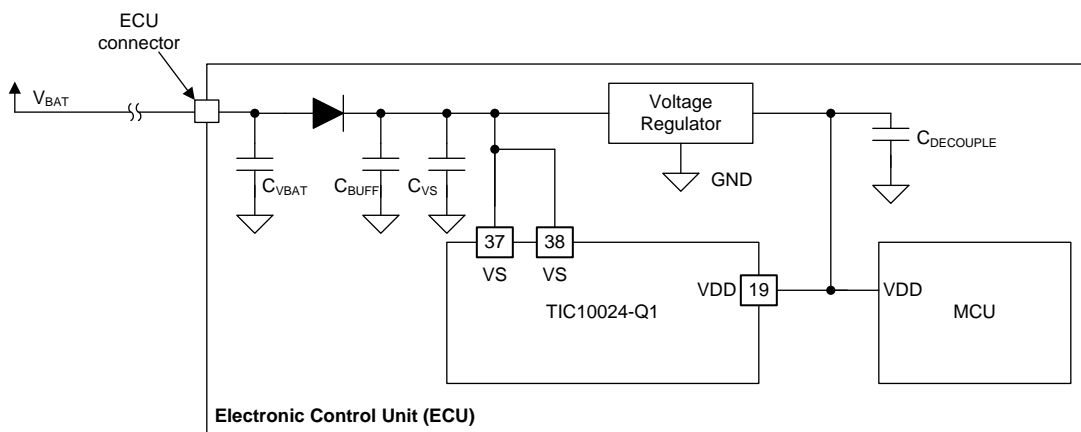 ECU
connector
V_BAT
Voltage
Regulator
C_DECOUPLE
C_VBAT
C_BUFF
C_VS
GND
37
38
VS
VS
VDD
19
VDD
TIC10024-Q1
MCU
Electronic Control Unit (ECU)